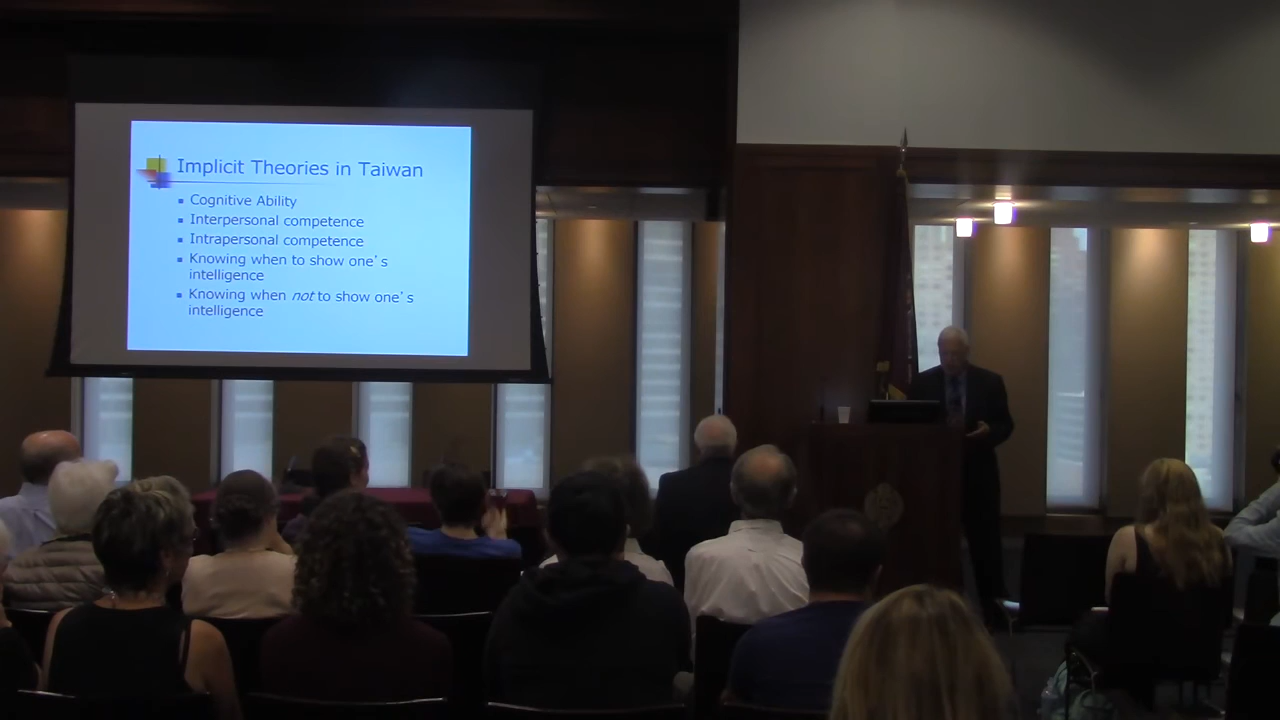 Implicit Theories in Taiwan
Cognitive Ability
Interpersonal competence
Intrapersonal competence
Knowing when to show one's
intelligence
Knowing when not to show one's
intelligence